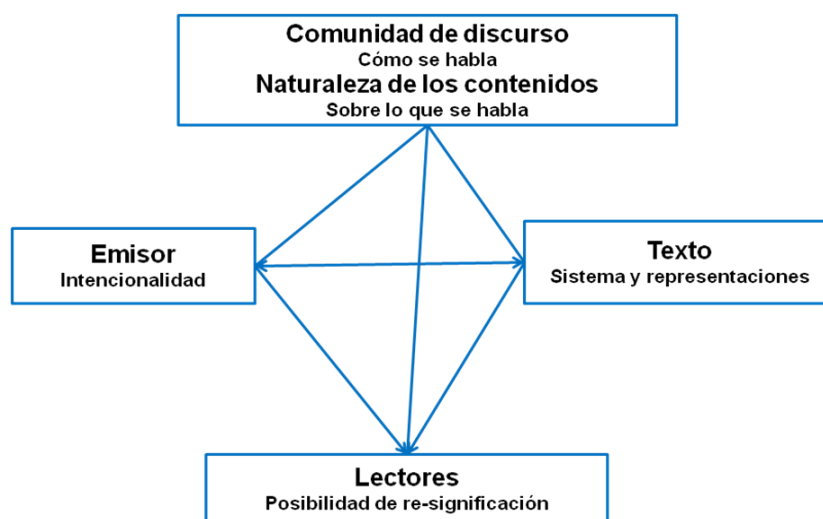 Comunidad de discurso
Cómo se habla
Naturaleza de los contenidos
Sobre lo que se habla
Emisor
Intencionalidad
Texto
Sistema y representaciones
Lectores
Posibilidad de re-significación